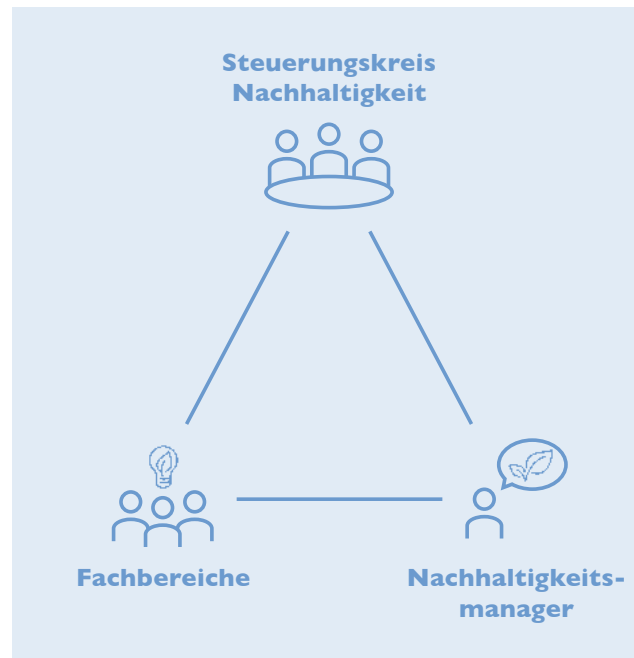 Steuerungskreis
Nachhaltigkeit
Fachbereiche
Nachhaltigkeits-
manager